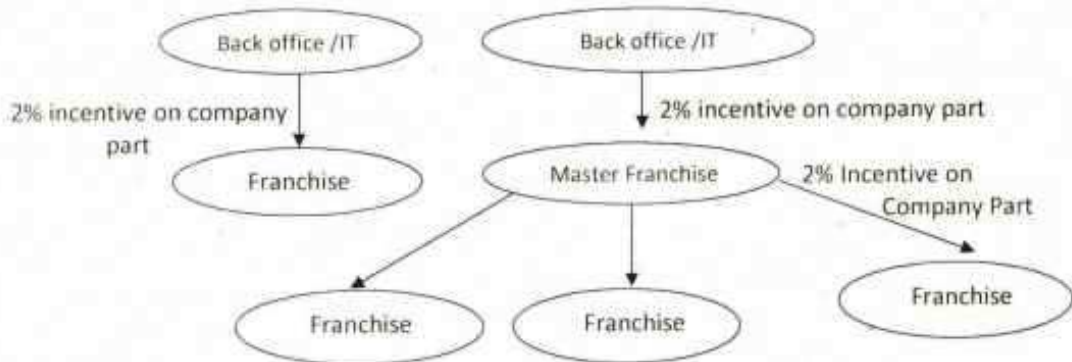 Back office /IT
Back office /IT
2% incentive on company
part
2% incentive on company part
Franchise
Master Franchise
2% Incentive on
Company Part
Franchise
Franchise
Franchise